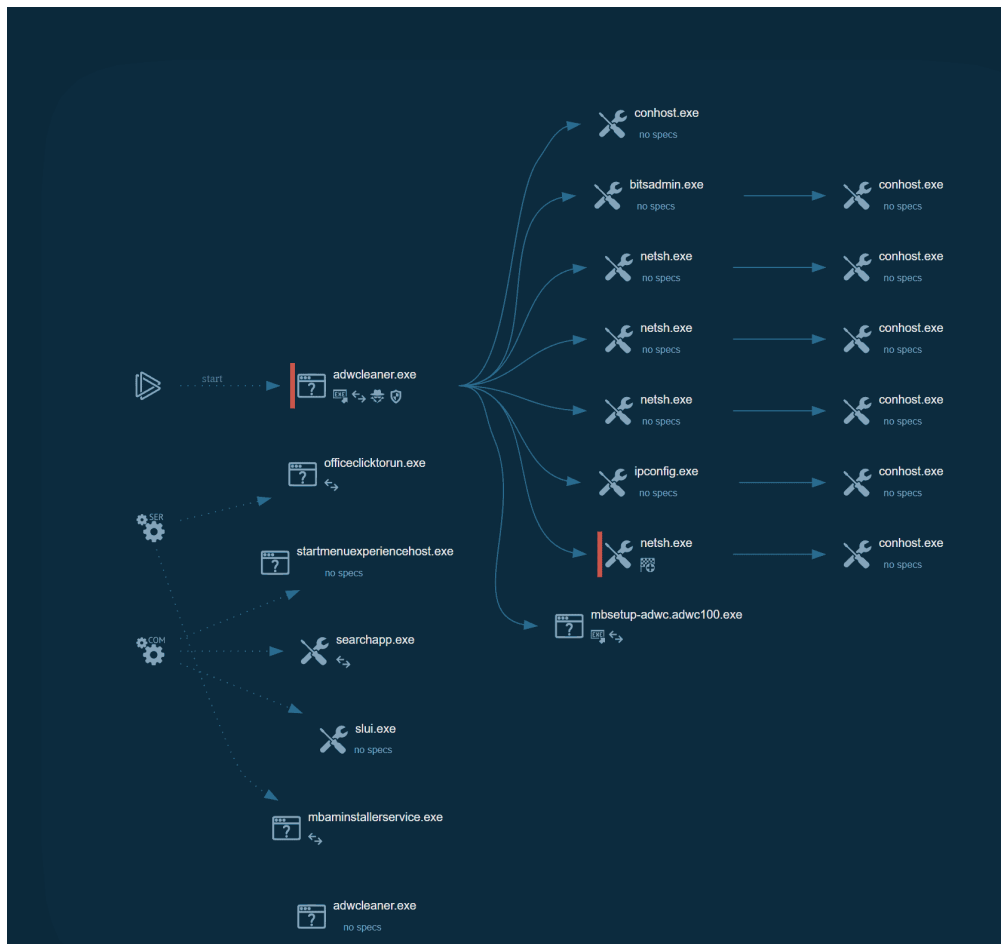 conhost.exe
no specs
bitsadmin.exe
no specs
conhost.exe
no specs
netsh.exe
no specs
conhost.exe
no specs
netsh.exe
no specs
conhost.exe
no specs
start
adwcleaner.exe
EXE
netsh.exe
no specs
conhost.exe
no specs
officeclicktorun.exe
ipconfig.exe
no specs
conhost.exe
no specs
SER
startmenuexperiencehost.exe
no specs
netsh.exe
conhost.exe
no specs
mbsetup-adwc.adwc100.exe
EXE
COM
searchapp.exe
slui.exe
no specs
mbaminstallerservice.exe
adwcleaner.exe
no specs